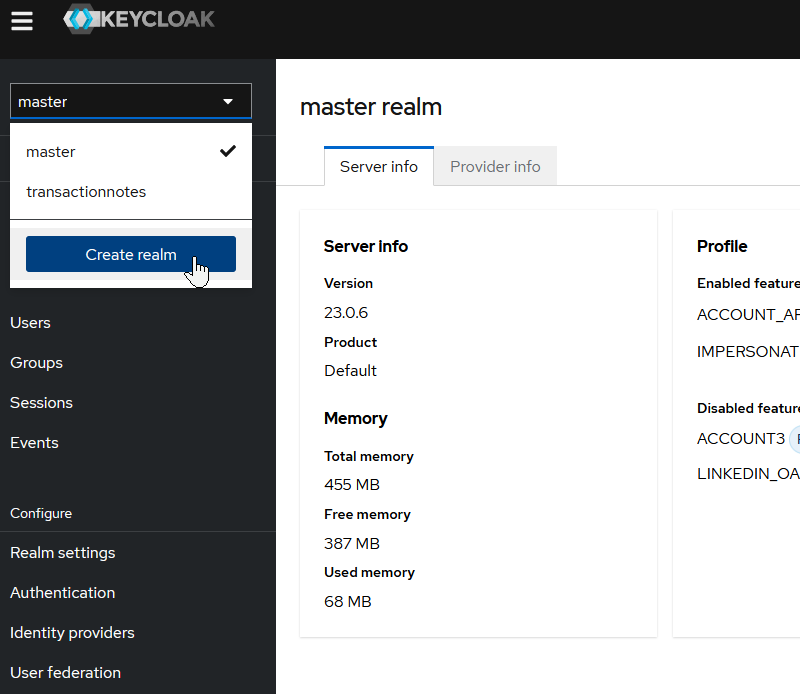 KEYCLOAK
master
master
transactionnotes
Create realm
Users
Groups
Sessions
Events
Configure
Realm settings
Authentication
Identity providers
User federation
master realm
Server info
Provider info
Server info
Version
23.0.6
Product
Default
Memory
Total memory
455 MB
Free memory
387 MB
Used memory
68 MB
Profile
Enabled feature
ACCOUNT_AP
IMPERSONAT
Disabled feature
ACCOUNT3
LINKEDIN_OA